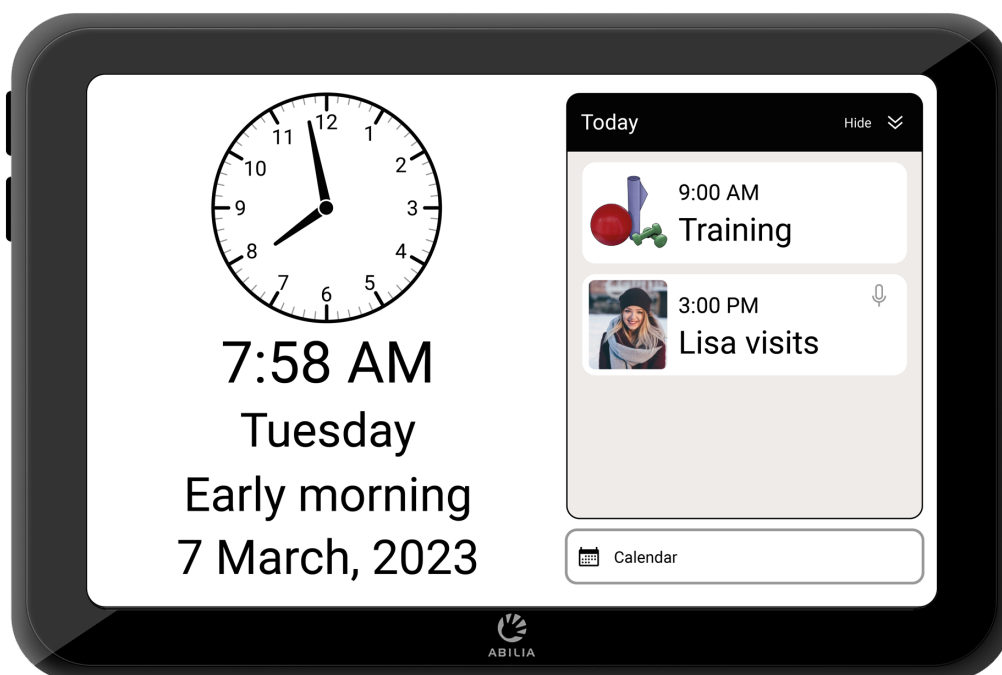 12
11
1
10
2
9
3
8
4
7
5
6
7:58 AM
Tuesday
Early morning
7 March, 2023
Today
Hide
9:00 AM
Training
3:00 PM
Lisa visits
Calendar
ABILIA